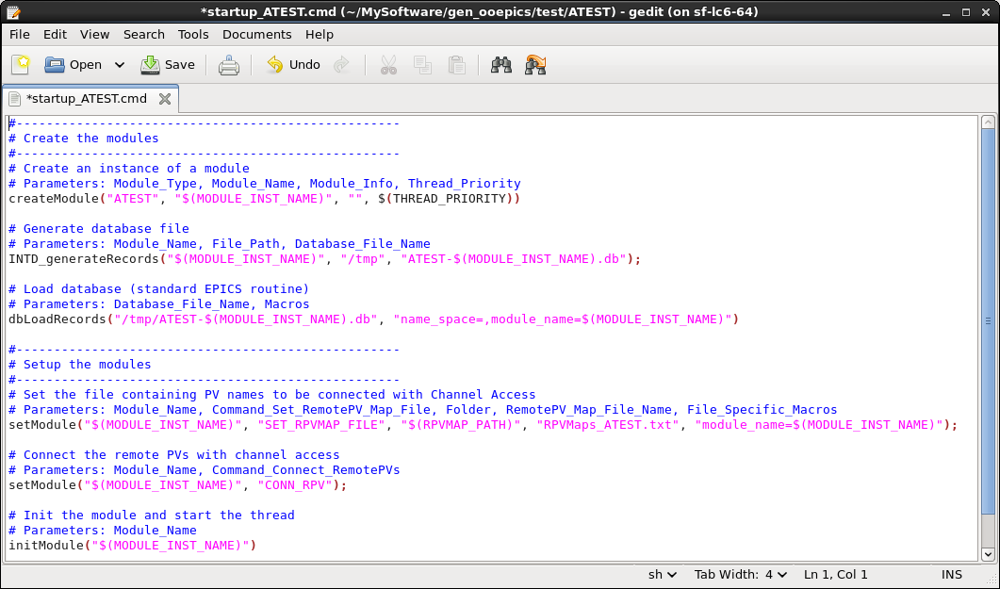 *startup_ATEST.cmd (~/MySoftware/gen_ooepics/test/ATEST) - gedit (on sf-lc6-64)
File Edit View Search Tools Documents Help
Open Save Undo
*startup_ATEST.cmd
#---------------------------------------------------
# Create the modules
#---------------------------------------------------
# Create an instance of a module
# Parameters: Module_Type, Module_Name, Module_Info, Thread_Priority
createModule("ATEST", "$(MODULE_INST_NAME)", "", $(THREAD_PRIORITY))
# Generate database file
# Parameters: Module_Name, File_Path, Database_File_Name
INTD_generateRecords("$(MODULE_INST_NAME)", "/tmp", "ATEST-$(MODULE_INST_NAME).db");
# Load database (standard EPICS routine)
# Parameters: Database_File_Name, Macros
dbLoadRecords("/tmp/ATEST-$(MODULE_INST_NAME).db", "name_space=,module_name=$(MODULE_INST_NAME)")
#---------------------------------------------------
# Setup the modules
#---------------------------------------------------
# Set the file containing PV names to be connected with Channel Access
# Parameters: Module_Name, Command_Set_RemotePV_Map_File, Folder, RemotePV_Map_File_Name, File_Specific_Macros
setModule("$(MODULE_INST_NAME)", "SET_RPVMAP_FILE", "$(RPVMAP_PATH)", "RPVMaps_ATEST.txt", "module_name=$(MODULE_INST_NAME)");
# Connect the remote PVs with channel access
# Parameters: Module_Name, Command_Connect_RemotePVs
setModule("$(MODULE_INST_NAME)", "CONN_RPV");
# Init the module and start the thread
# Parameters: Module_Name
initModule("$(MODULE_INST_NAME)")
sh Tab Width: 4 Ln 1, Col 1 INS